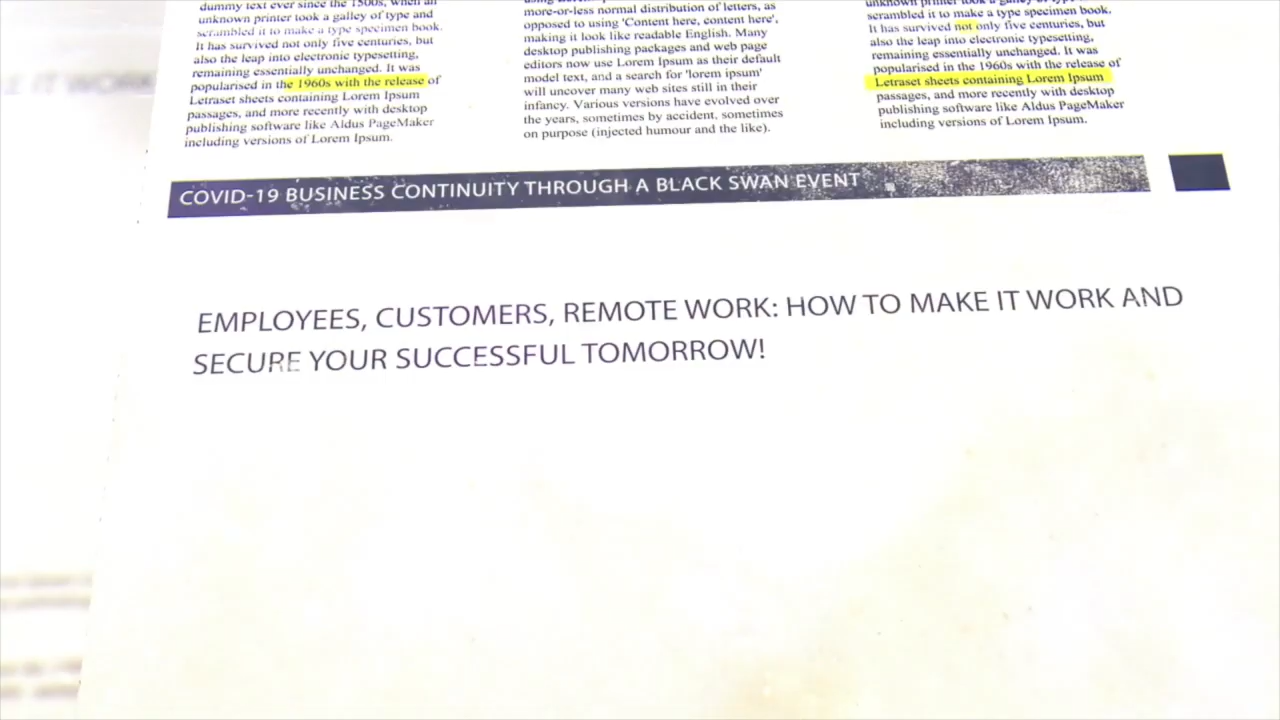 dummy text ever since the 1500s, when an
unknown printer took a galley of type and
scrambled it to make a type specimen book.
It has survived not only five centuries, but
also the leap into electronic typesetting,
remaining essentially unchanged. It was
popularised in the 1960s with the release of
Letraset sheets containing Lorem Ipsum
passages, and more recently with desktop
publishing software like Aldus PageMaker
including versions of Lorem Ipsum.
more-or-less normal distribution of letters, as
opposed to using 'Content here, content here',
making it look like readable English. Many
desktop publishing packages and web page
editors now use Lorem Ipsum as their default
model text, and a search for 'lorem ipsum'
will uncover many web sites still in their
infancy. Various versions have evolved over
the years, sometimes by accident, sometimes
on purpose (injected humour and the like).
unknown printer took a galley of type
scrambled it to make a type specimen book.
It has survived not only five centuries, but
also the leap into electronic typesetting,
remaining essentially unchanged. It was
popularised in the 1960s with the release of
Letraset sheets containing Lorem Ipsum
passages, and more recently with desktop
publishing software like Aldus PageMaker
including versions of Lorem Ipsum.
COVID-19 BUSINESS CONTINUITY THROUGH A BLACK SWAN EVENT
EMPLOYEES, CUSTOMERS, REMOTE WORK: HOW TO MAKE IT WORK AND
SECURE YOUR SUCCESSFUL TOMORROW!
IT WORK